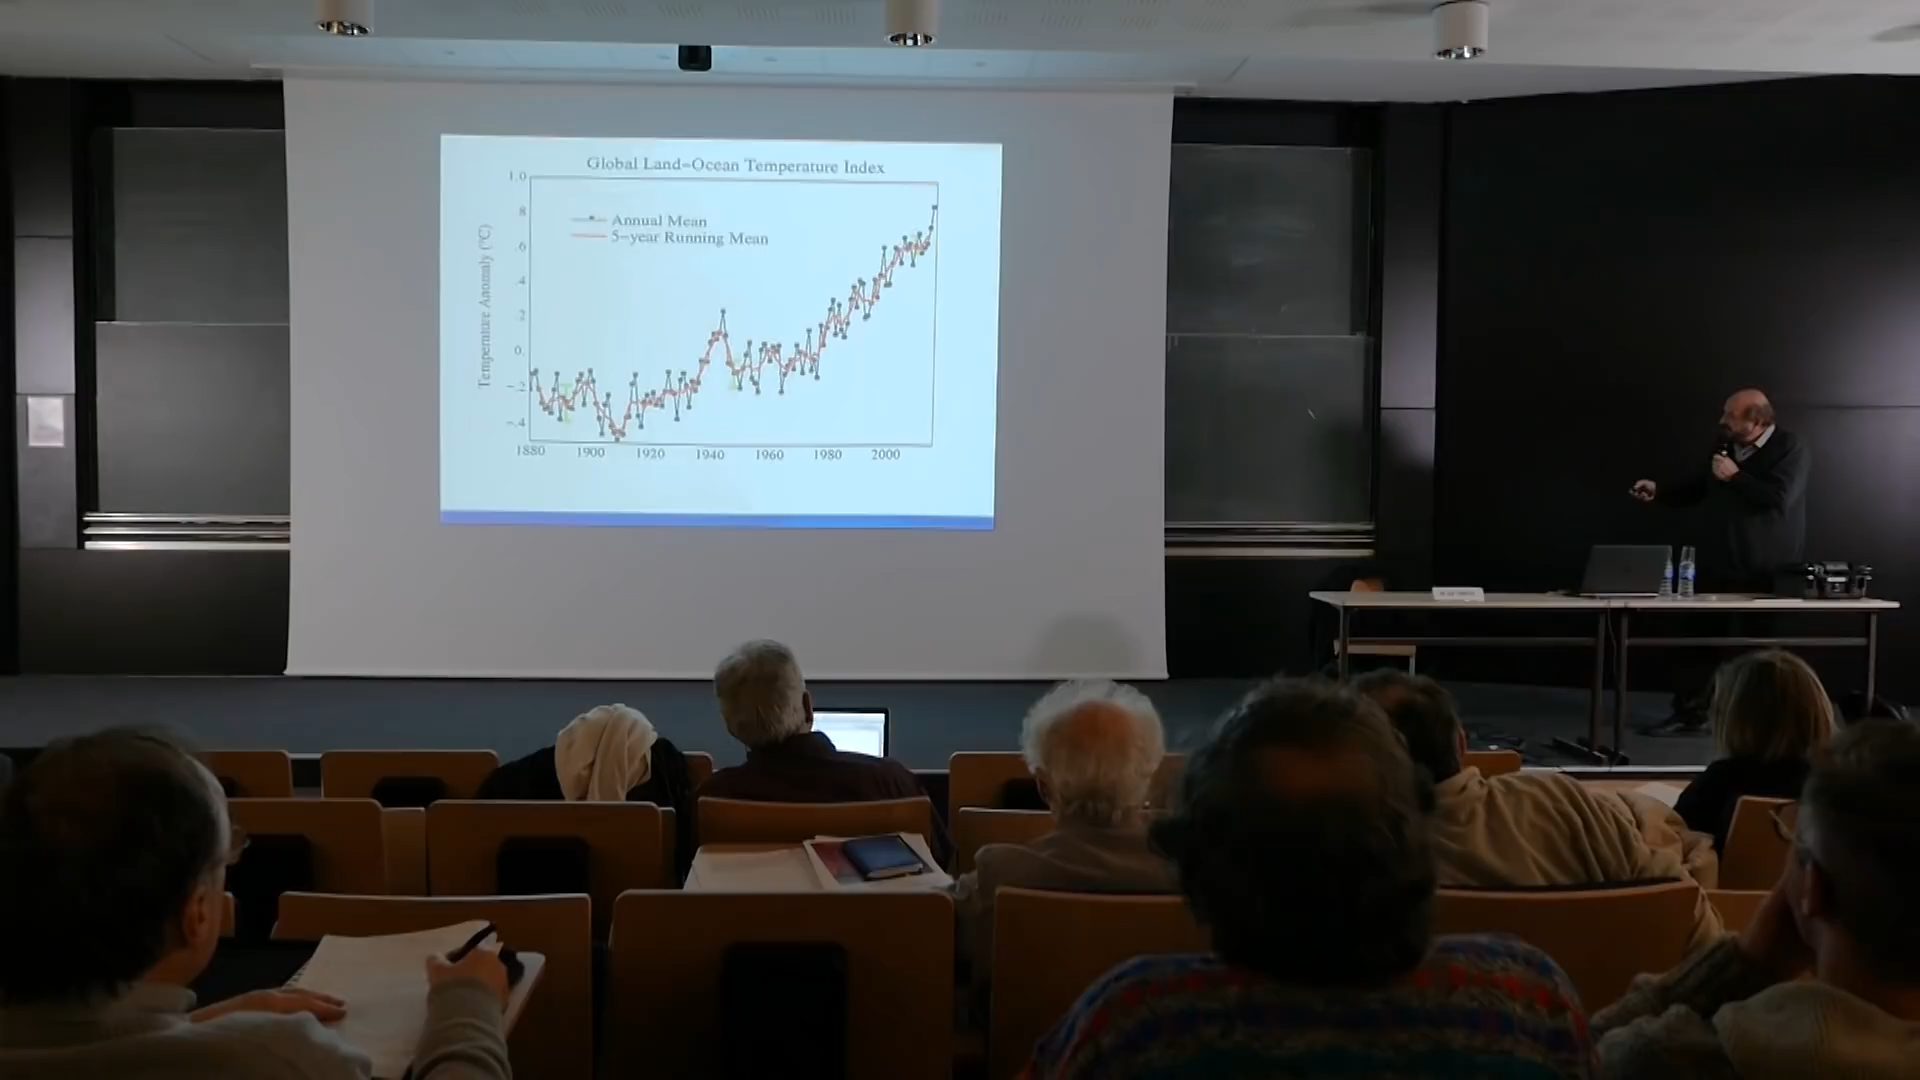 Global Land-Ocean Temperature Index
1.0
.8
.6
.4
.2
0.
-.2
-.4
Temperature Anomaly (°C)
Annual Mean
5-year Running Mean
1880 1900 1920 1940 1960 1980 2000